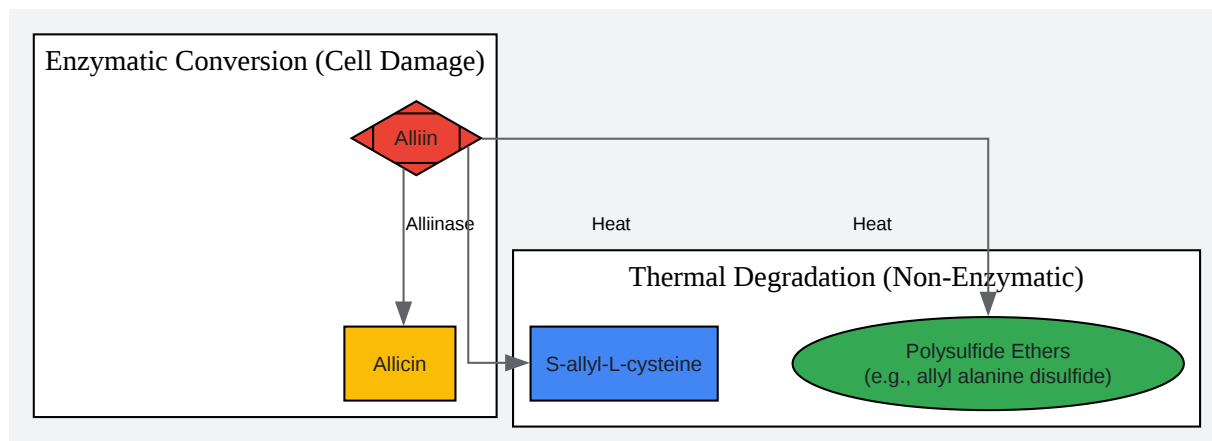 Enzymatic Conversion (Cell Damage)
Alliin
Alliinase
Heat
Heat
Thermal Degradation (Non-Enzymatic)
Allicin
S-allyl-L-cysteine
Polysulfide Ethers
(e.g., allyl alanine disulfide)